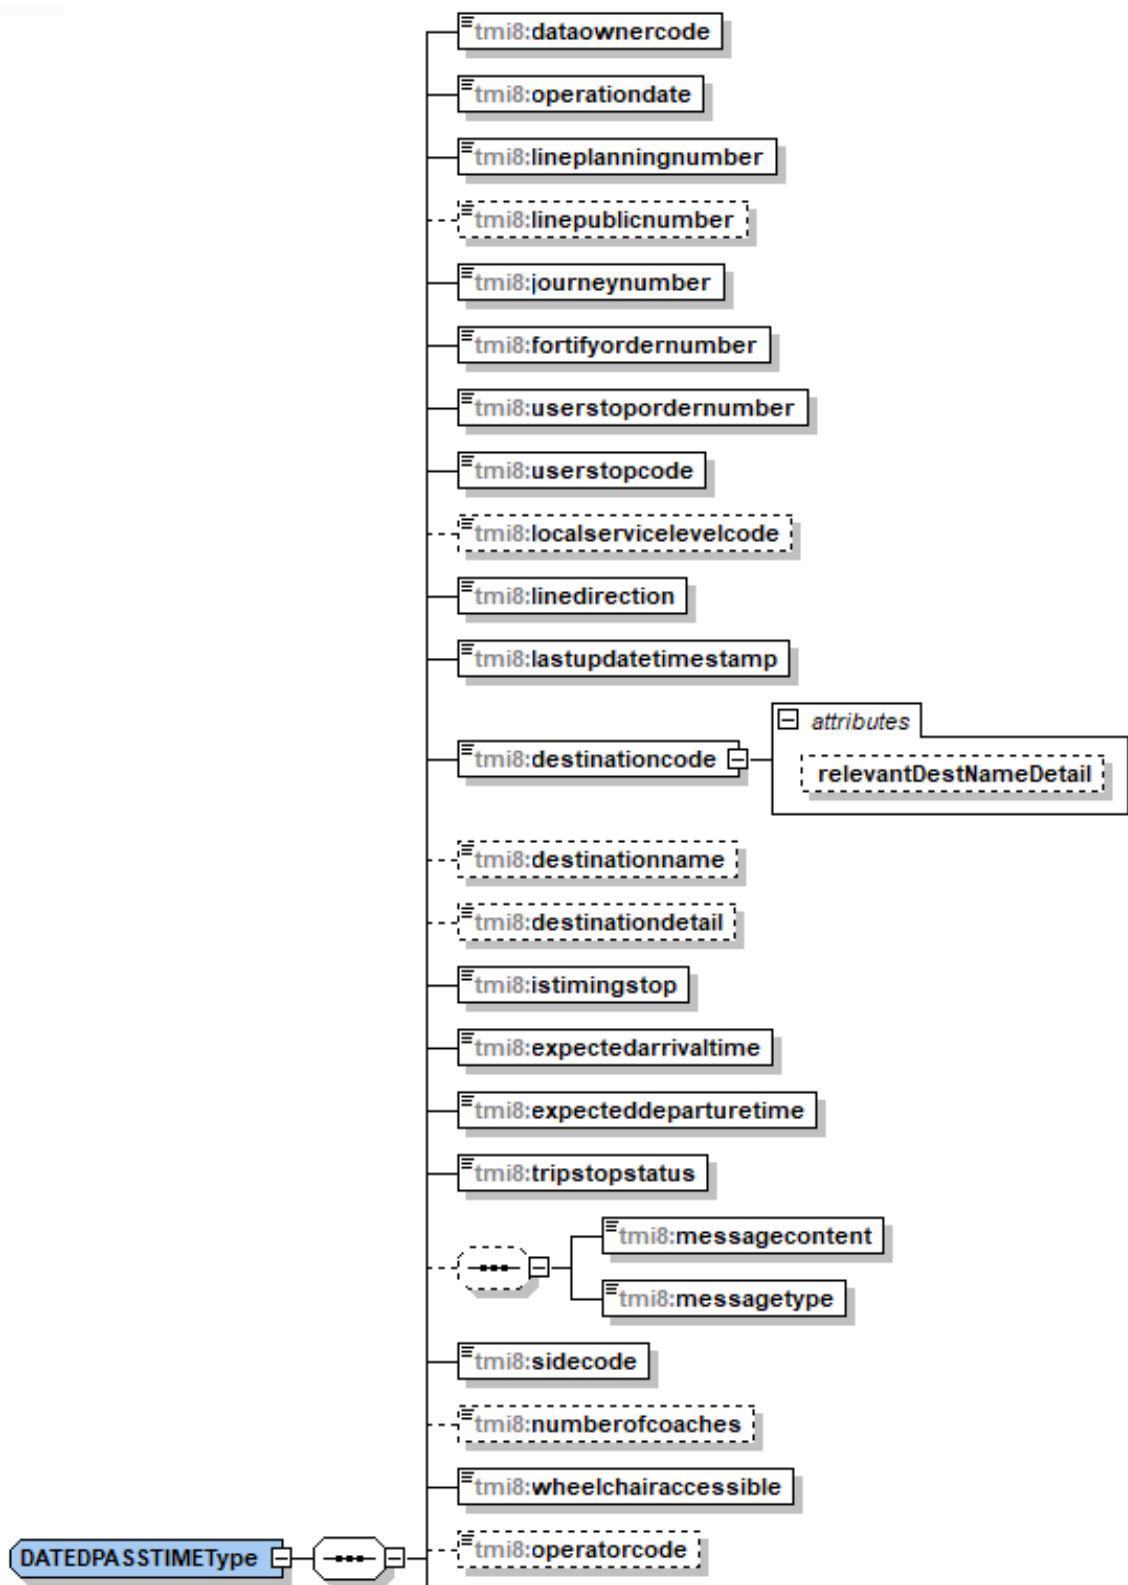 tmi8:dataownercode
tmi8:operationdate
tmi8:lineplanningnumber
tmi8:linepublicnumber
tmi8:journeynumber
tmi8:fortifyordernumber
tmi8:userstopordernumber
tmi8:userstopcode
tmi8:localservicelevelcode
tmi8:linedirection
tmi8:lastupdatetimestamp
attributes
tmi8:destinationcode
relevantDestNameDetail
tmi8:destinationname
tmi8:destinationdetail
tmi8:istimingstop
tmi8:expectedarrivaltime
tmi8:expecteddeparturetime
tmi8:tripstopstatus
tmi8:messagecontent
tmi8:messagetype
tmi8:sidecode
tmi8:numberofcoaches
tmi8:wheelchairaccessible
tmi8:operatorcode
DATEDPASSTIMEType